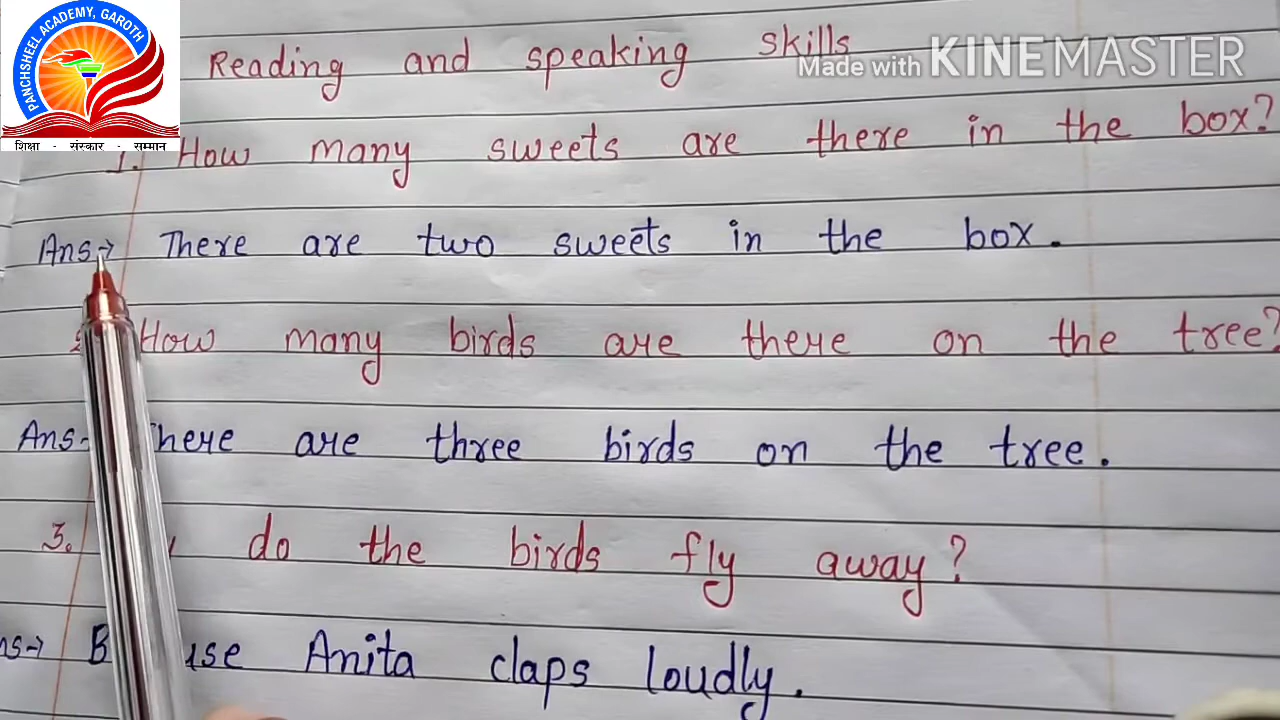 PANCHSHEEL ACADEMY, GAROTH
शिक्षा - संस्कार - सम्मान
Made with KINEMASTER
Reading and speaking skills
1. How many sweets are there in the box?
Ans→ There are two sweets in the box.
How many birds are there on the tree?
Ans- here are three birds on the tree.
3. do the birds fly away?
Anita claps loudly.